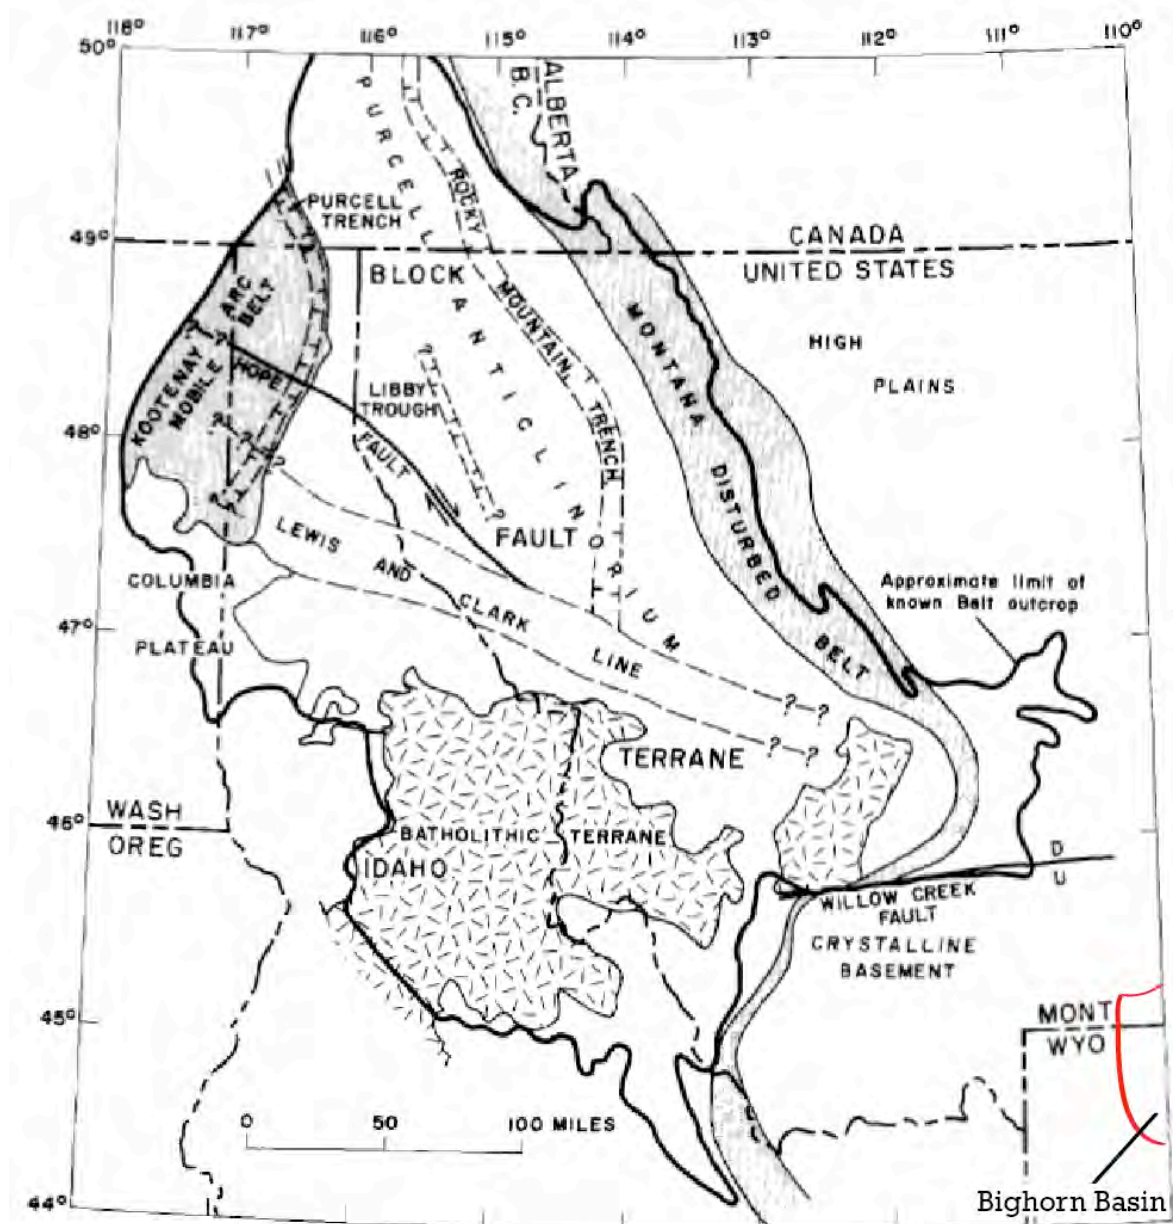 118° 117° 116° 115° 114° 113° 112° 111° 110°
50°
ALBERTA
B.C.
PURCELL ANTICLINORIUM
ROCKY MOUNTAIN TRENCH
PURCELL
TRENCH
49°
CANADA
UNITED STATES
BLOCK
ARC
BELT
KOOTENAY
MOBILE
MONTANA DISTURBED BELT
HIGH
PLAINS
? ?
HOPE
FAULT
?
LIBBY
TROUGH
48°
? ? ?
?
?
FAULT
LEWIS AND CLARK LINE
COLUMBIA
PLATEAU
Approximate limit of
known Belt outcrop
47°
? ?
? ?
TERRANE
WASH
46°
OREG
BATHOLITHIC TERRANE
IDAHO
D
U
WILLOW CREEK
FAULT
CRYSTALLINE
BASEMENT
45°
MONT
WYO
0 50 100 MILES
44°
Bighorn Basin